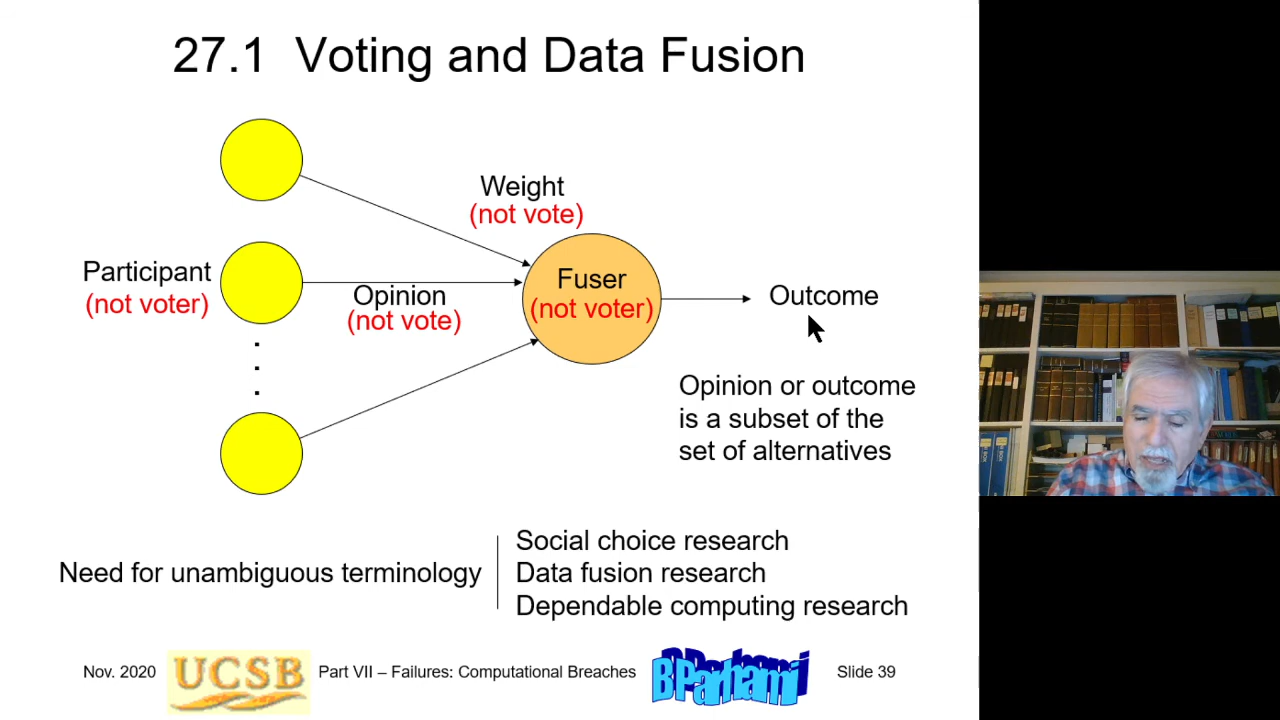 27.1 Voting and Data Fusion
Weight
(not vote)
Participant
(not voter)
Opinion
(not vote)
Fuser
(not voter)
Outcome
Opinion or outcome
is a subset of the
set of alternatives
Need for unambiguous terminology
Social choice research
Data fusion research
Dependable computing research
Nov. 2020
UCSB
Part VII – Failures: Computational Breaches
B Parhami
Slide 39